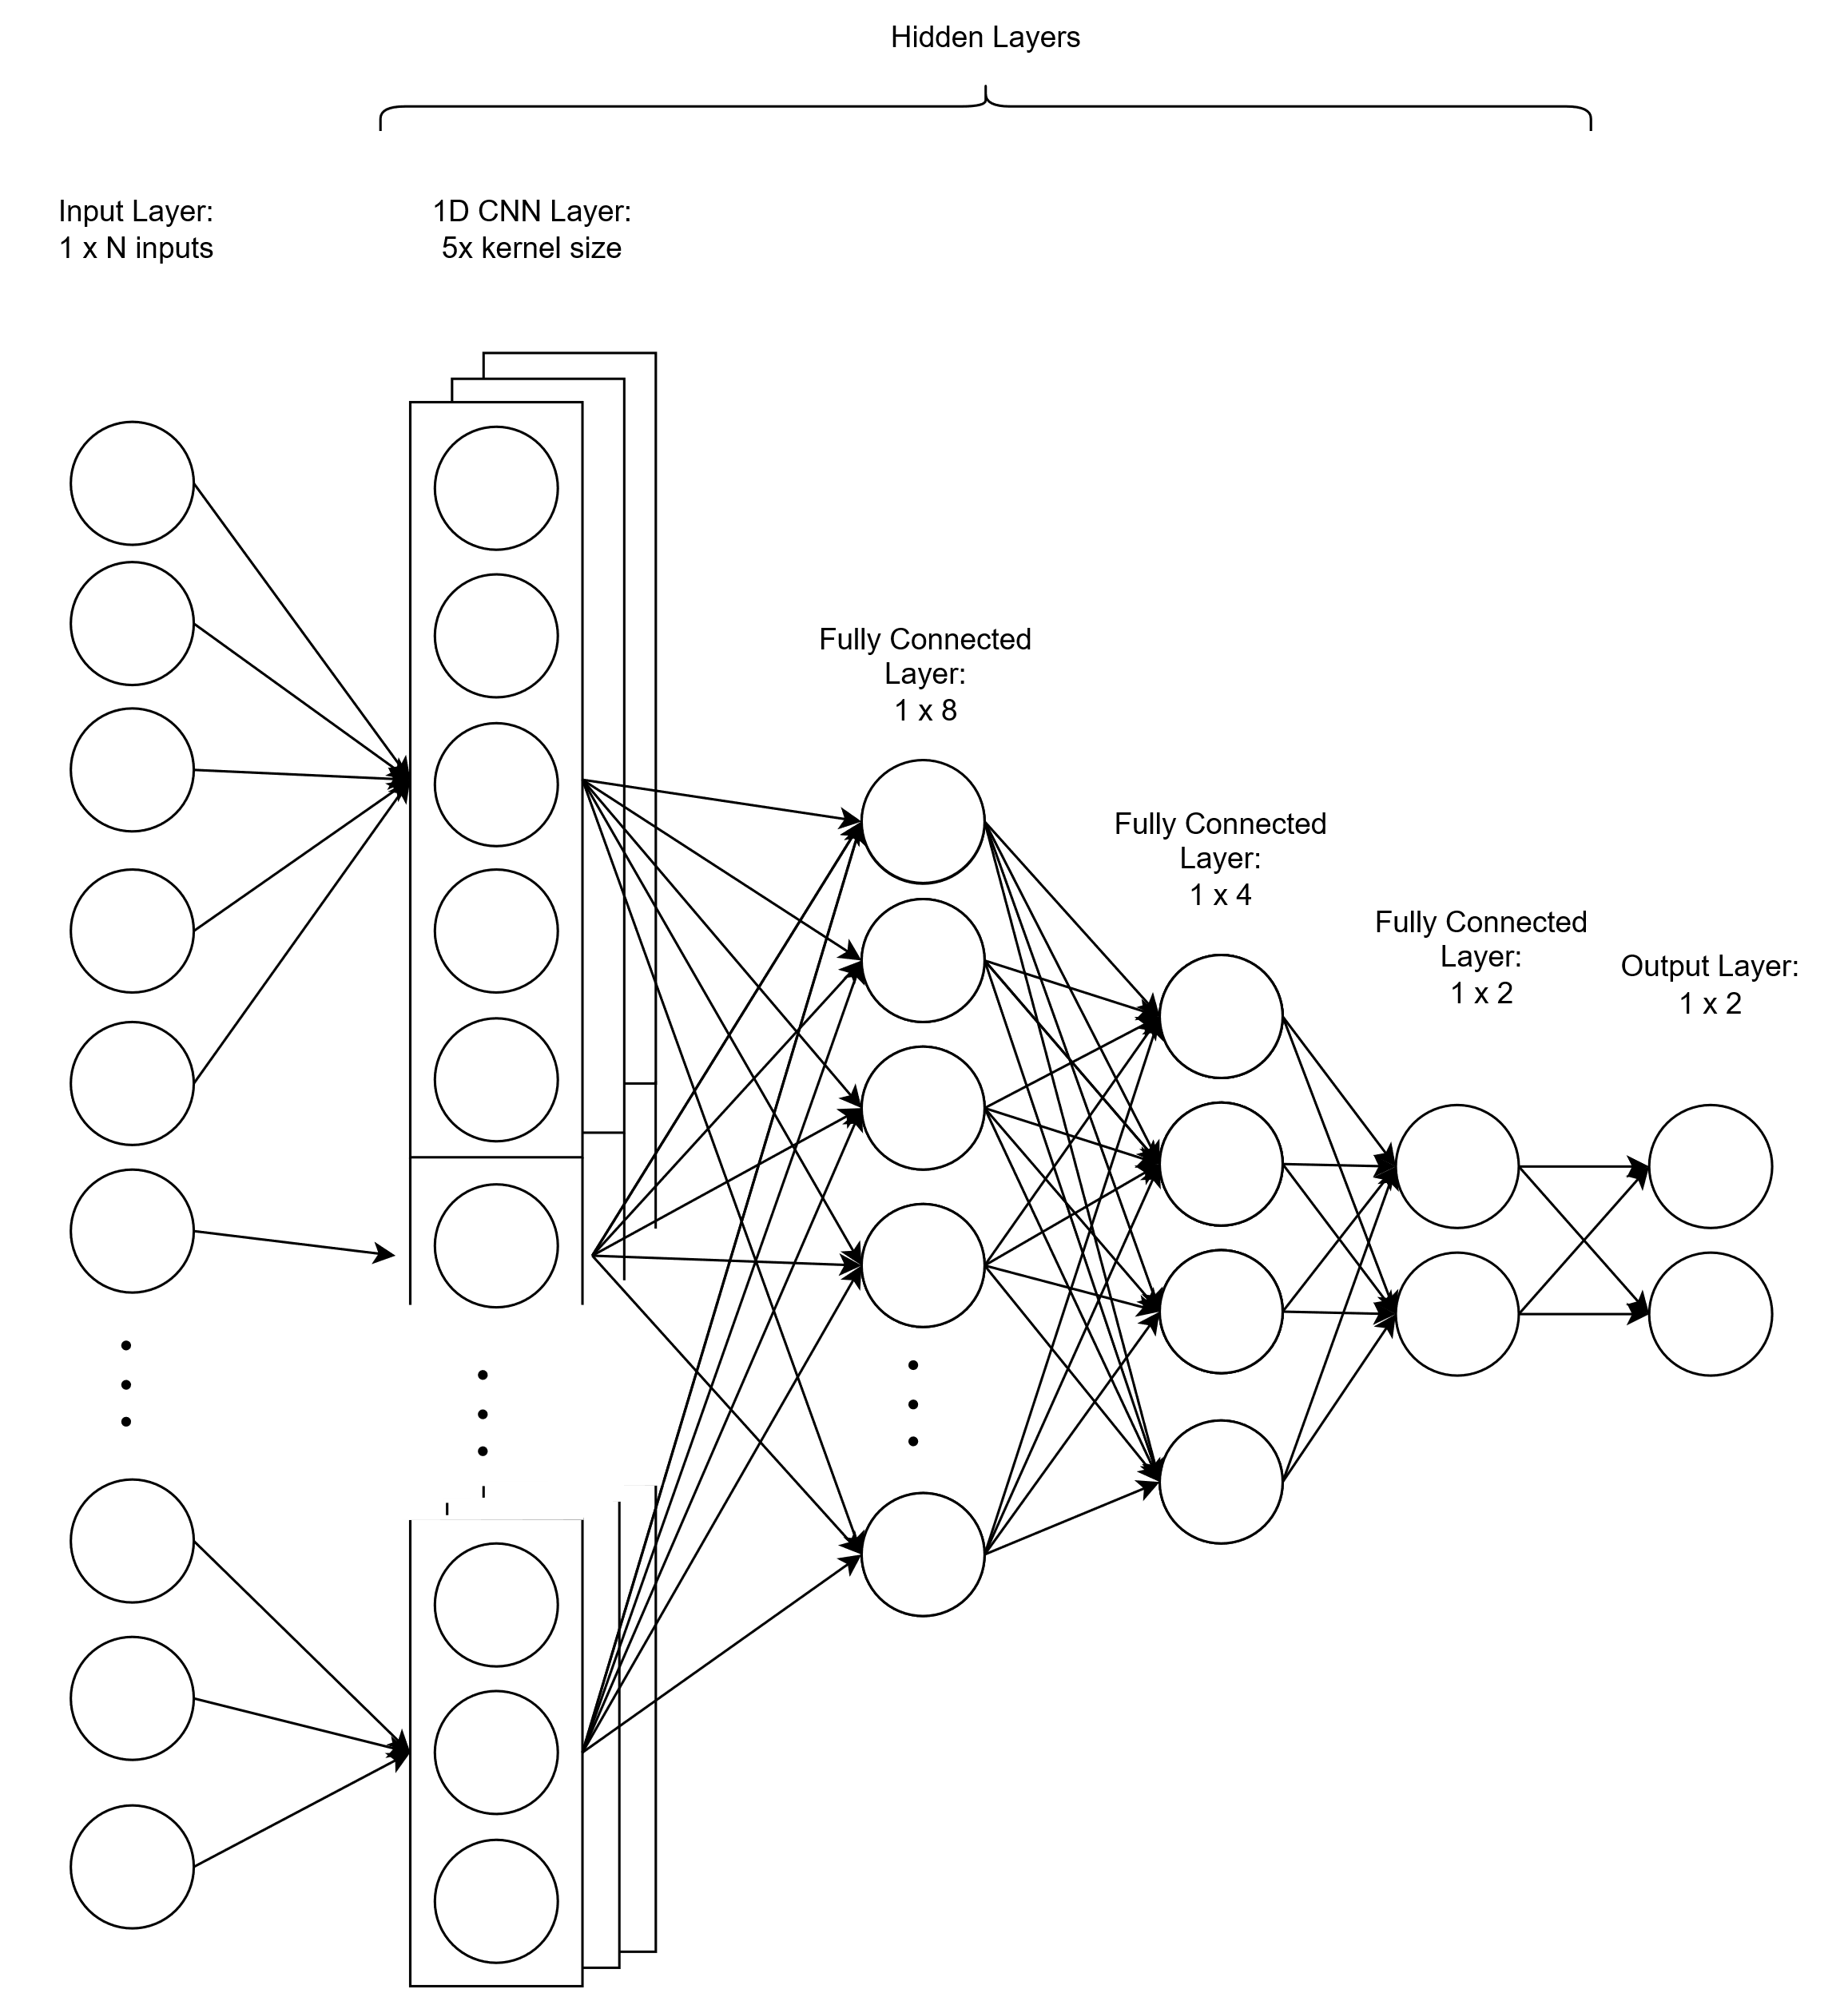 Hidden Layers
Input Layer:
1 x N inputs
1D CNN Layer:
5x kernel size
Fully Connected
Layer:
1 x 8
Fully Connected
Layer:
1 x 4
Fully Connected
Layer:
1 x 2
Output Layer:
1 x 2